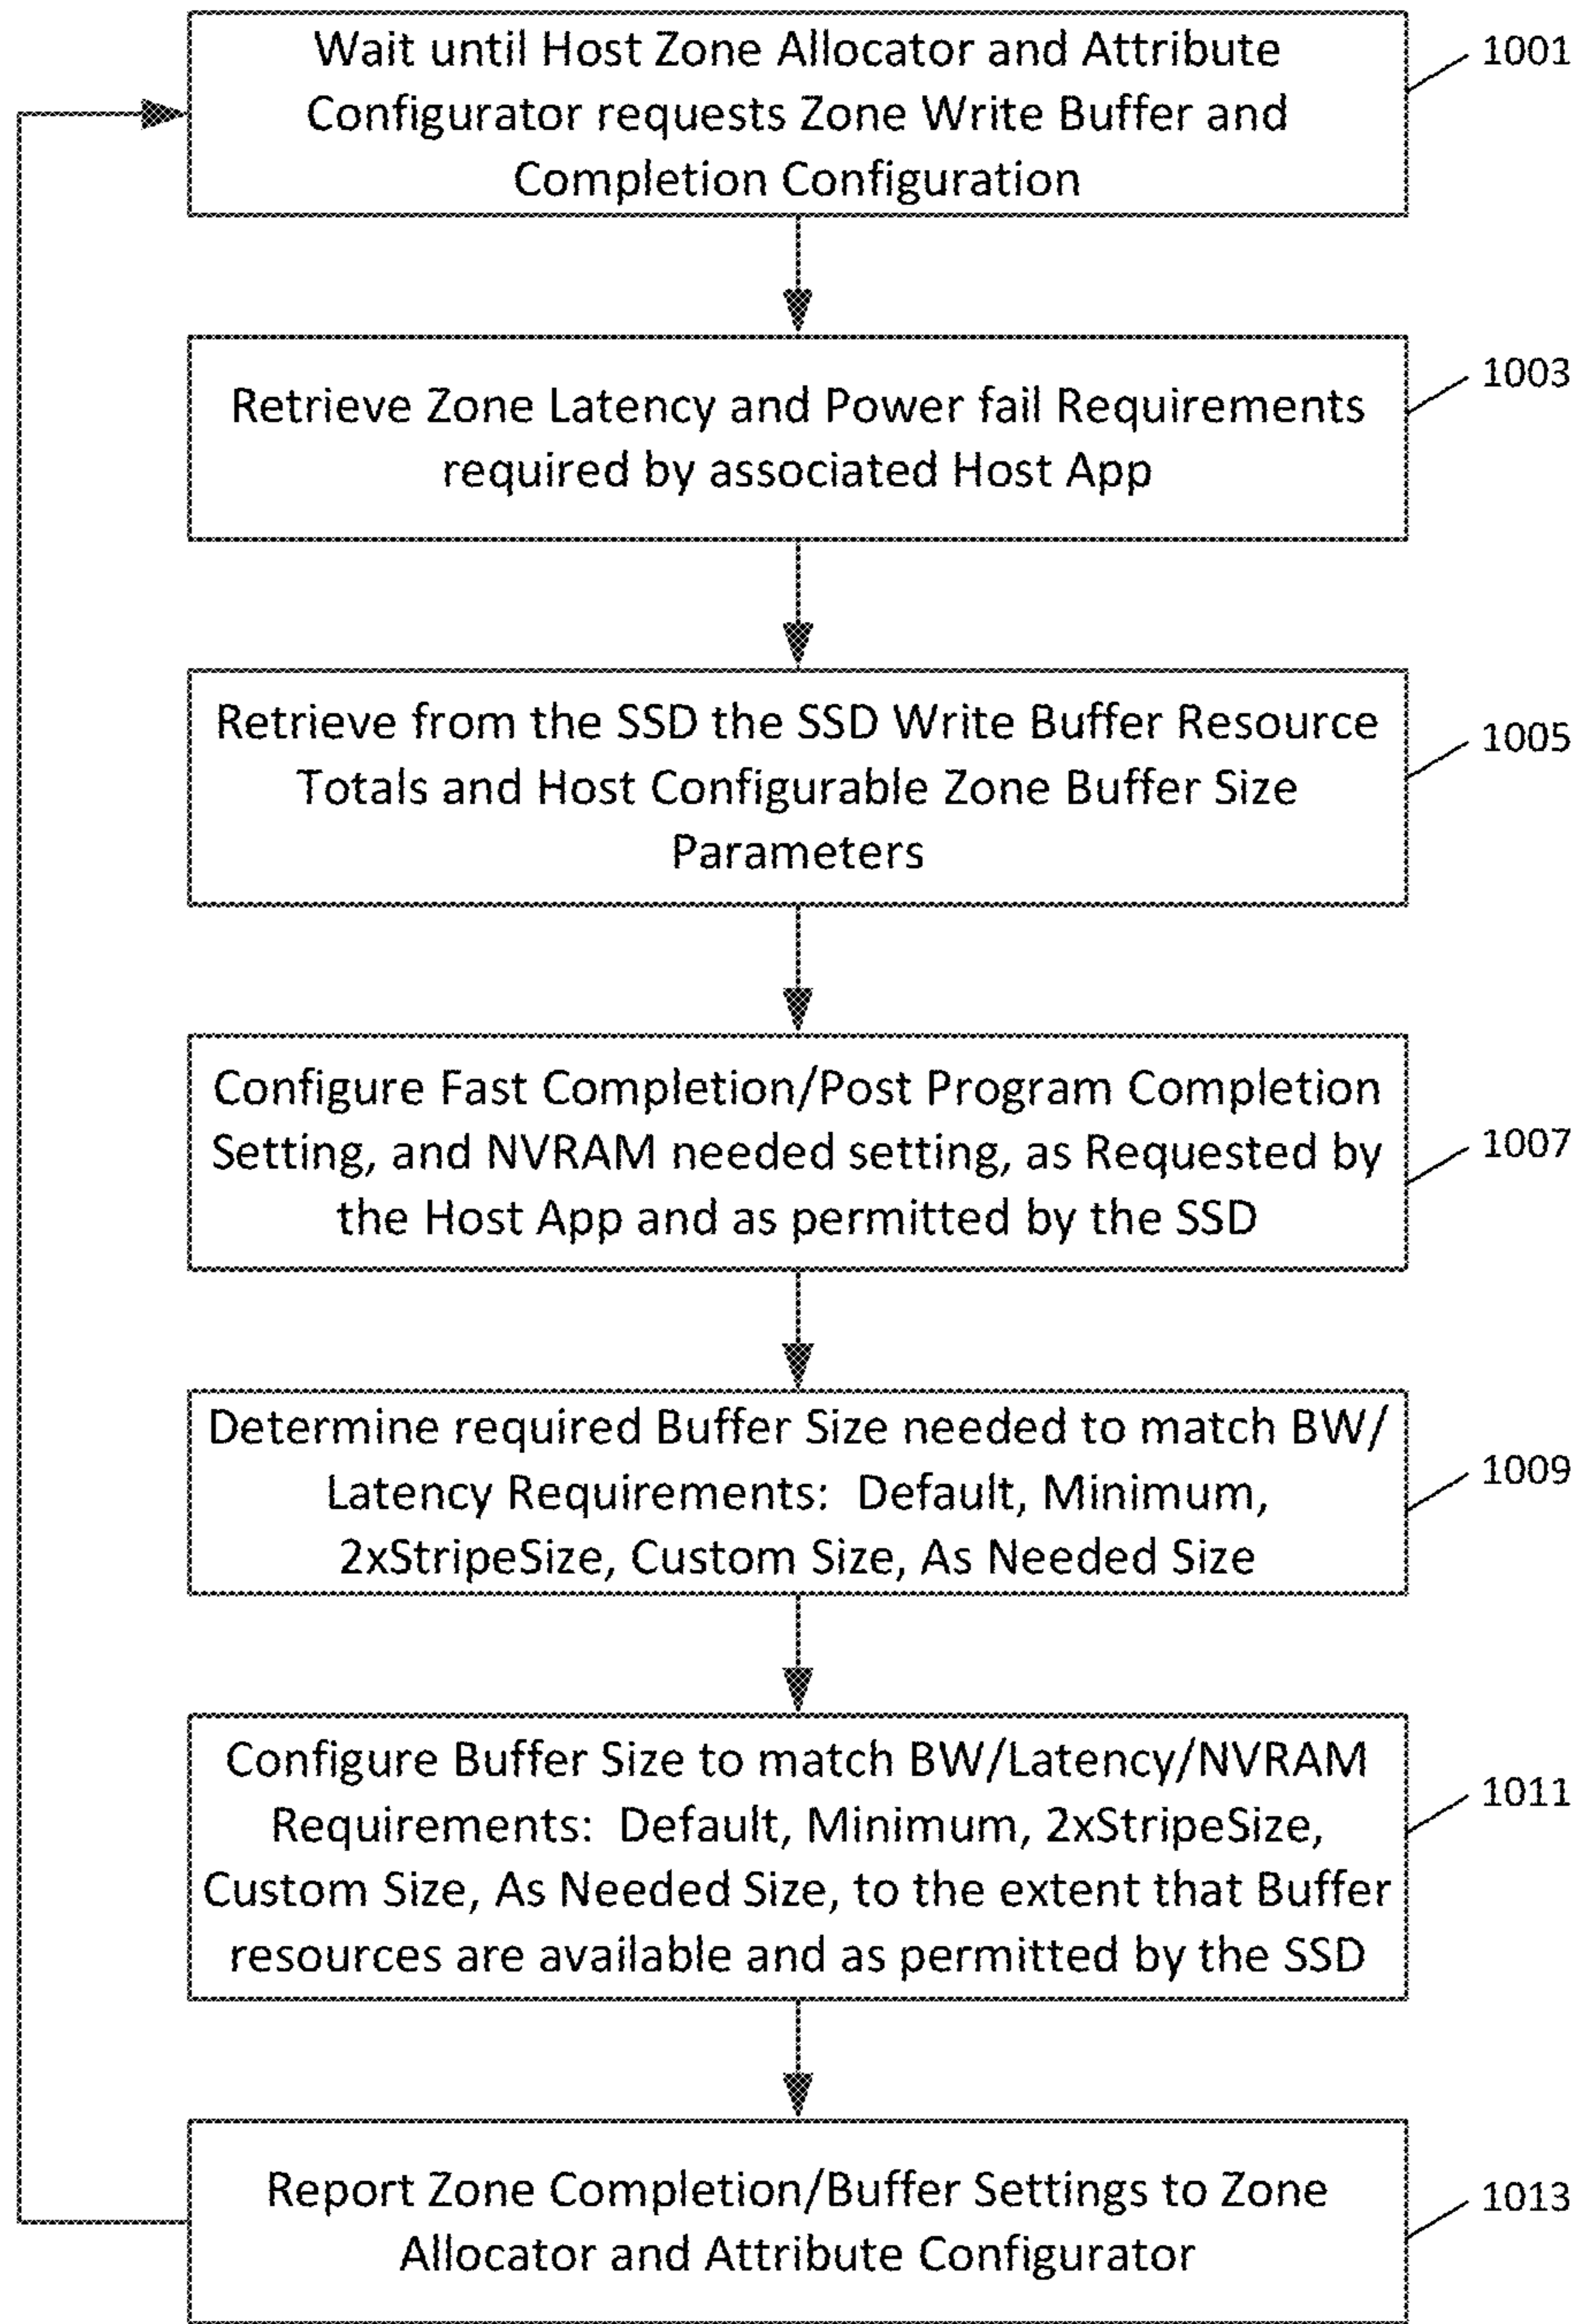 Wait until Host Zone Allocator and Attribute
Configurator requests Zone Write Buffer and
Completion Configuration
1001
Retrieve Zone Latency and Power fail Requirements
required by associated Host App
1003
Retrieve from the SSD the SSD Write Buffer Resource
Totals and Host Configurable Zone Buffer Size
Parameters
1005
Configure Fast Completion/Post Program Completion
Setting, and NVRAM needed setting, as Requested by
the Host App and as permitted by the SSD
1007
Determine required Buffer Size needed to match BW/
Latency Requirements: Default, Minimum,
2xStripeSize, Custom Size, As Needed Size
1009
Configure Buffer Size to match BW/Latency/NVRAM
Requirements: Default, Minimum, 2xStripeSize,
Custom Size, As Needed Size, to the extent that Buffer
resources are available and as permitted by the SSD
1011
Report Zone Completion/Buffer Settings to Zone
Allocator and Attribute Configurator
1013